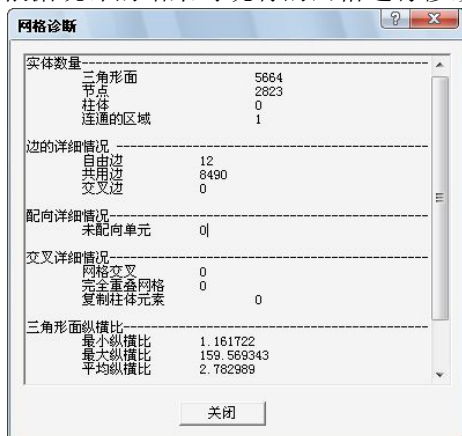 网格诊断
实体数量
三角形面 5664
节点 2823
柱体 0
连通的区域 1
边的详细情况
自由边 12
共用边 8490
交叉边 0
配向详细情况
未配向单元 0
交叉详细情况
网格交叉 0
完全重叠网格 0
复制柱体元素 0
三角形面纵横比
最小纵横比 1.161722
最大纵横比 159.569343
平均纵横比 2.782989
关闭